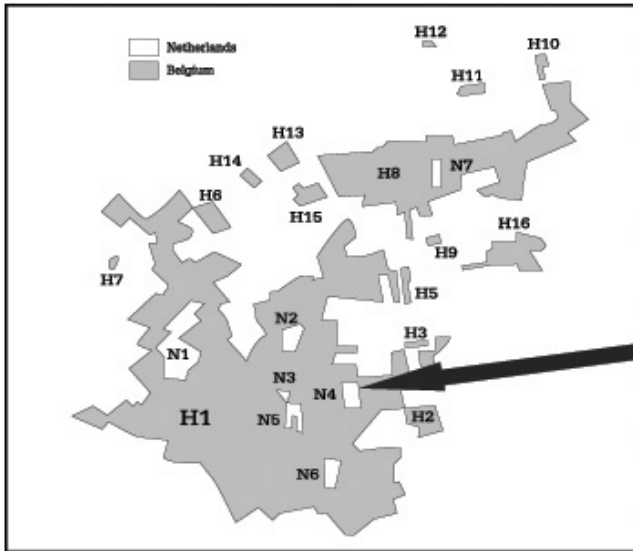 H12
H10
Netherlands
Belgium
H11
H13
H14
H8
N7
H6
H15
H16
H9
H7
H5
N2
H3
N1
N3
N4
H1
N5
H2
N6